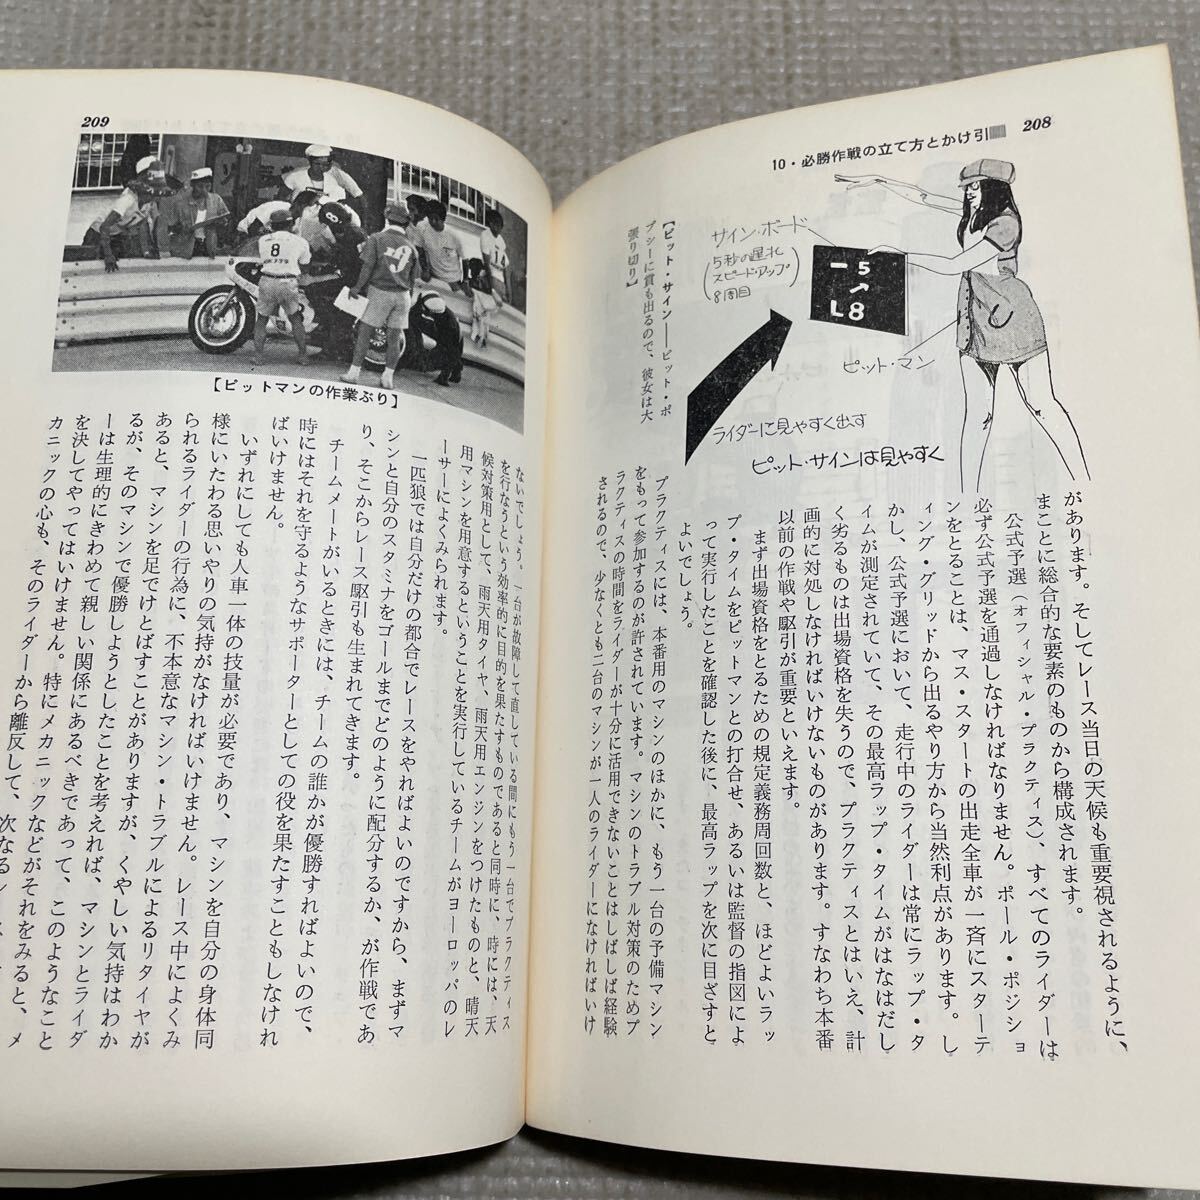 208
10・必勝作戦の立て方とかけ引
サイン・ボード
(5秒の遅れ
スピード・アップ
8周目)
－5
↗
L8
ピット・マン
ライダーに見やすく出す
ピット・サインは見やすく
【ピット・サイン――ピット・ポ
プシーに賞も出るので、彼女は大
張り切り】
があります。そしてレース当日の天候も重要視されるように、
まことに総合的な要素のものから構成されます。
公式予選（オフィシャル・プラクティス）、すべてのライダーは
必ず公式予選を通過しなければなりません。ポール・ポジショ
ンをとることは、マス・スタートの出走全車が一斉にスターテ
ィング・グリッドから出るやり方から当然利点があります。し
かし、公式予選において、走行中のライダーは常にラップ・タ
イムが測定されていて、その最高ラップ・タイムがはなはだし
く劣るものは出場資格を失うので、プラクティスとはいえ、計
画的に対処しなければいけないものがあります。すなわち本番
以前の作戦や駆引が重要といえます。
まず出場資格をとるための規定義務周回数と、ほどよいラッ
プ・タイムをピットマンとの打合せ、あるいは監督の指図によ
って実行したことを確認した後に、最高ラップを次に目ざすと
よいでしょう。
プラクティスには、本番用のマシンのほかに、もう一台の予備マシン
をもって参加するのが許されています。マシンのトラブル対策のためプ
ラクティスの時間をライダーが十分に活用できないことはしばしば経験
されるので、少なくとも二台のマシンが一人のライダーになければいけ
209
8
14
【ピットマンの作業ぶり】
ないでしょう。一台が故障して直している間にもう一台でプラクティス
を行なうという効率的に目的を果たすものであると同時に、時には、天
候対策用として、雨天用タイヤ、雨天用エンジンをつけたものと、晴天
用マシンを用意するということを実行しているチームがヨーロッパのレ
ーサーによくみられます。
一匹狼では自分だけの都合でレースをやればよいのですから、まずマ
シンと自分のスタミナをゴールまでどのように配分するか、が作戦であ
り、そこからレース駆引も生まれてきます。
チームメートがいるときには、チームの誰かが優勝すればよいので、
時にはそれを守るようなサポーターとしての役を果たすこともしなけれ
ばいけません。
いずれにしても人車一体の技量が必要であり、マシンを自分の身体同
様にいたわる思いやりの気持がなければいけません。レース中によくみ
られるライダーの行為に、不本意なマシン・トラブルによるリタイヤが
あると、マシンを足でけとばすことがありますが、くやしい気持はわか
るが、そのマシンで優勝しようとしたことを考えれば、マシンとライダ
ーは生理的にきわめて親しい関係にあるべきであって、このようなこと
を決してやってはいけません。特にメカニックなどがそれをみると、メ
カニックの心も、そのライダーから離反して、次なる